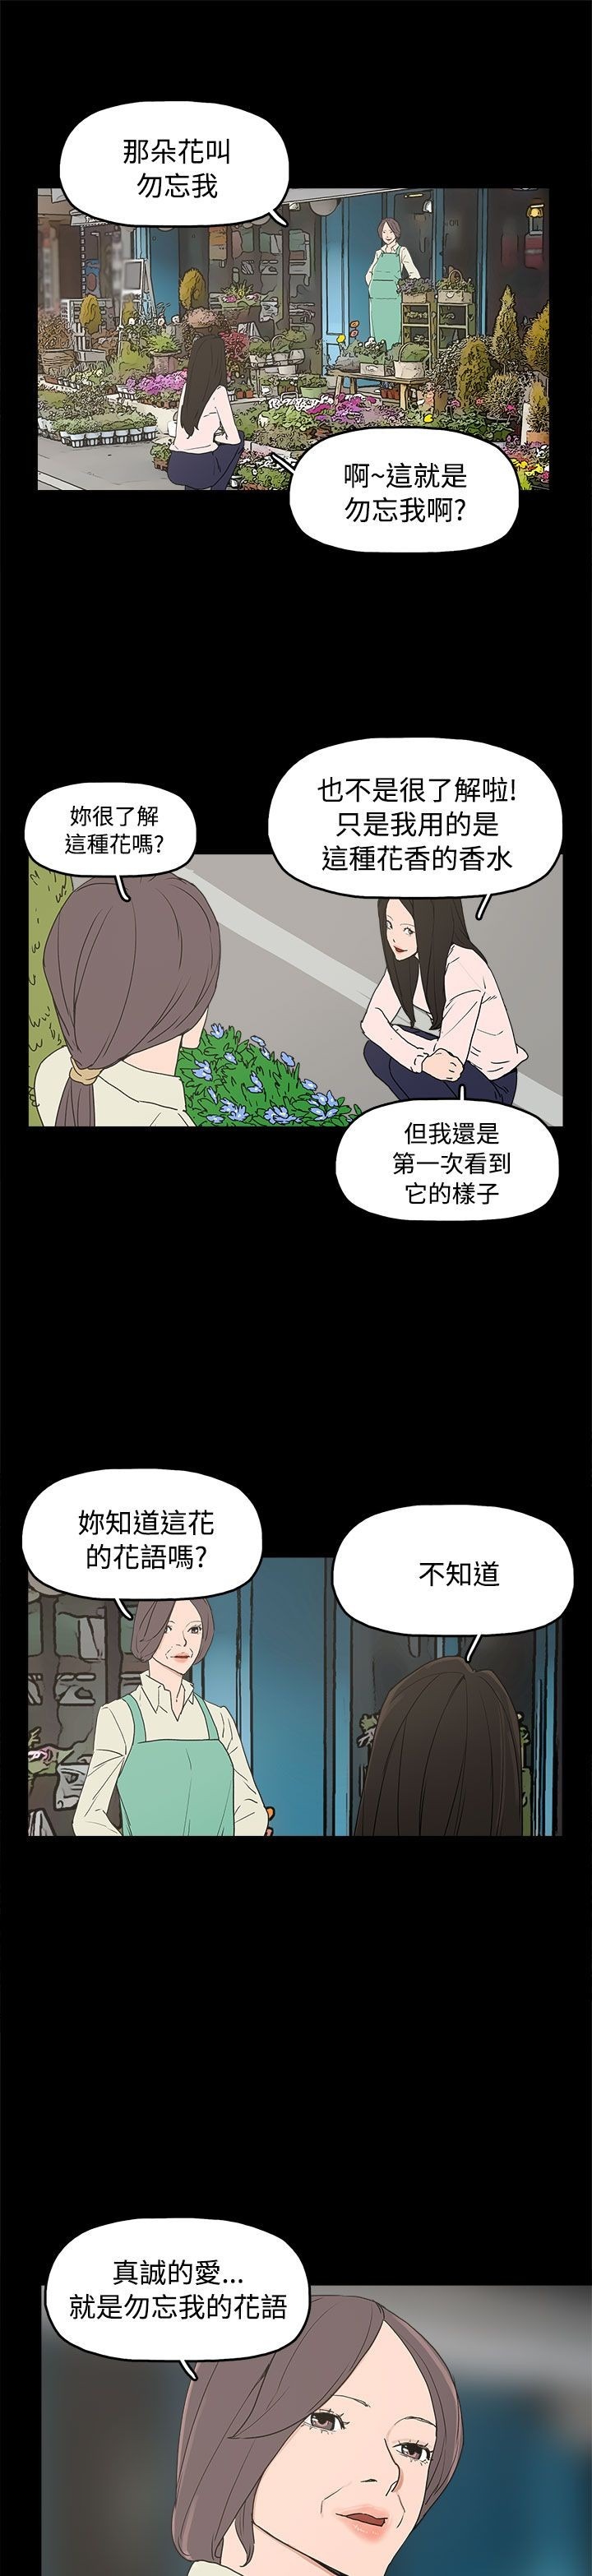 那朵花叫
勿忘我
啊~這就是
勿忘我啊?
妳很了解
這種花嗎?
也不是很了解啦!
只是我用的是
這種花香的香水
但我還是
第一次看到
它的樣子
妳知道這花
的花語嗎?
不知道
真誠的愛...
就是勿忘我的花語